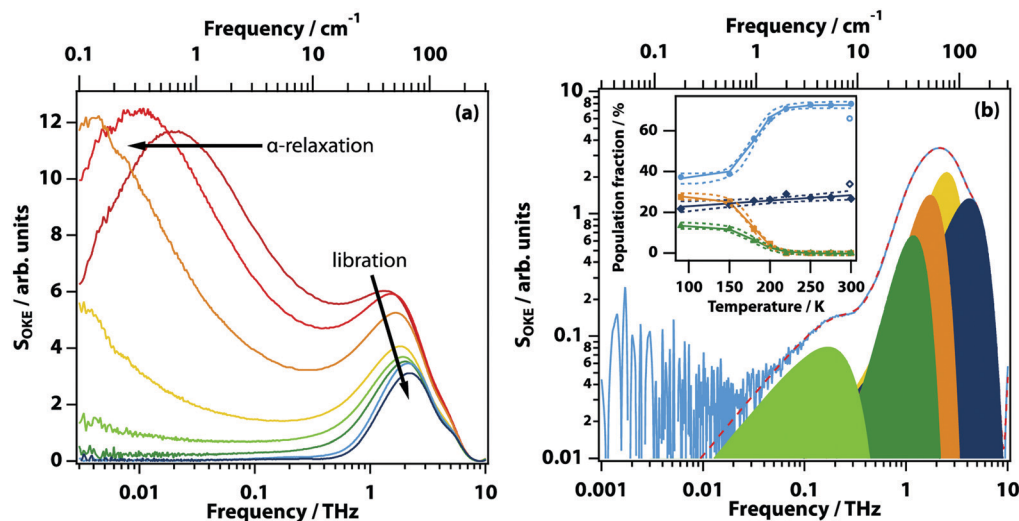 Frequency / cm⁻¹
0.1 1 10 100
(a)
12
10
8
6
4
2
0
S_OKE / arb. units
α-relaxation
libration
0.01 0.1 1 10
Frequency / THz
Frequency / cm⁻¹
0.1 1 10 100
(b)
10
8
6
4
2
1
8
6
4
2
0.1
8
6
4
2
0.01
S_OKE / arb. units
60
40
20
0
Population fraction / %
100 150 200 250 300
Temperature / K
0.001 0.01 0.1 1 10
Frequency / THz